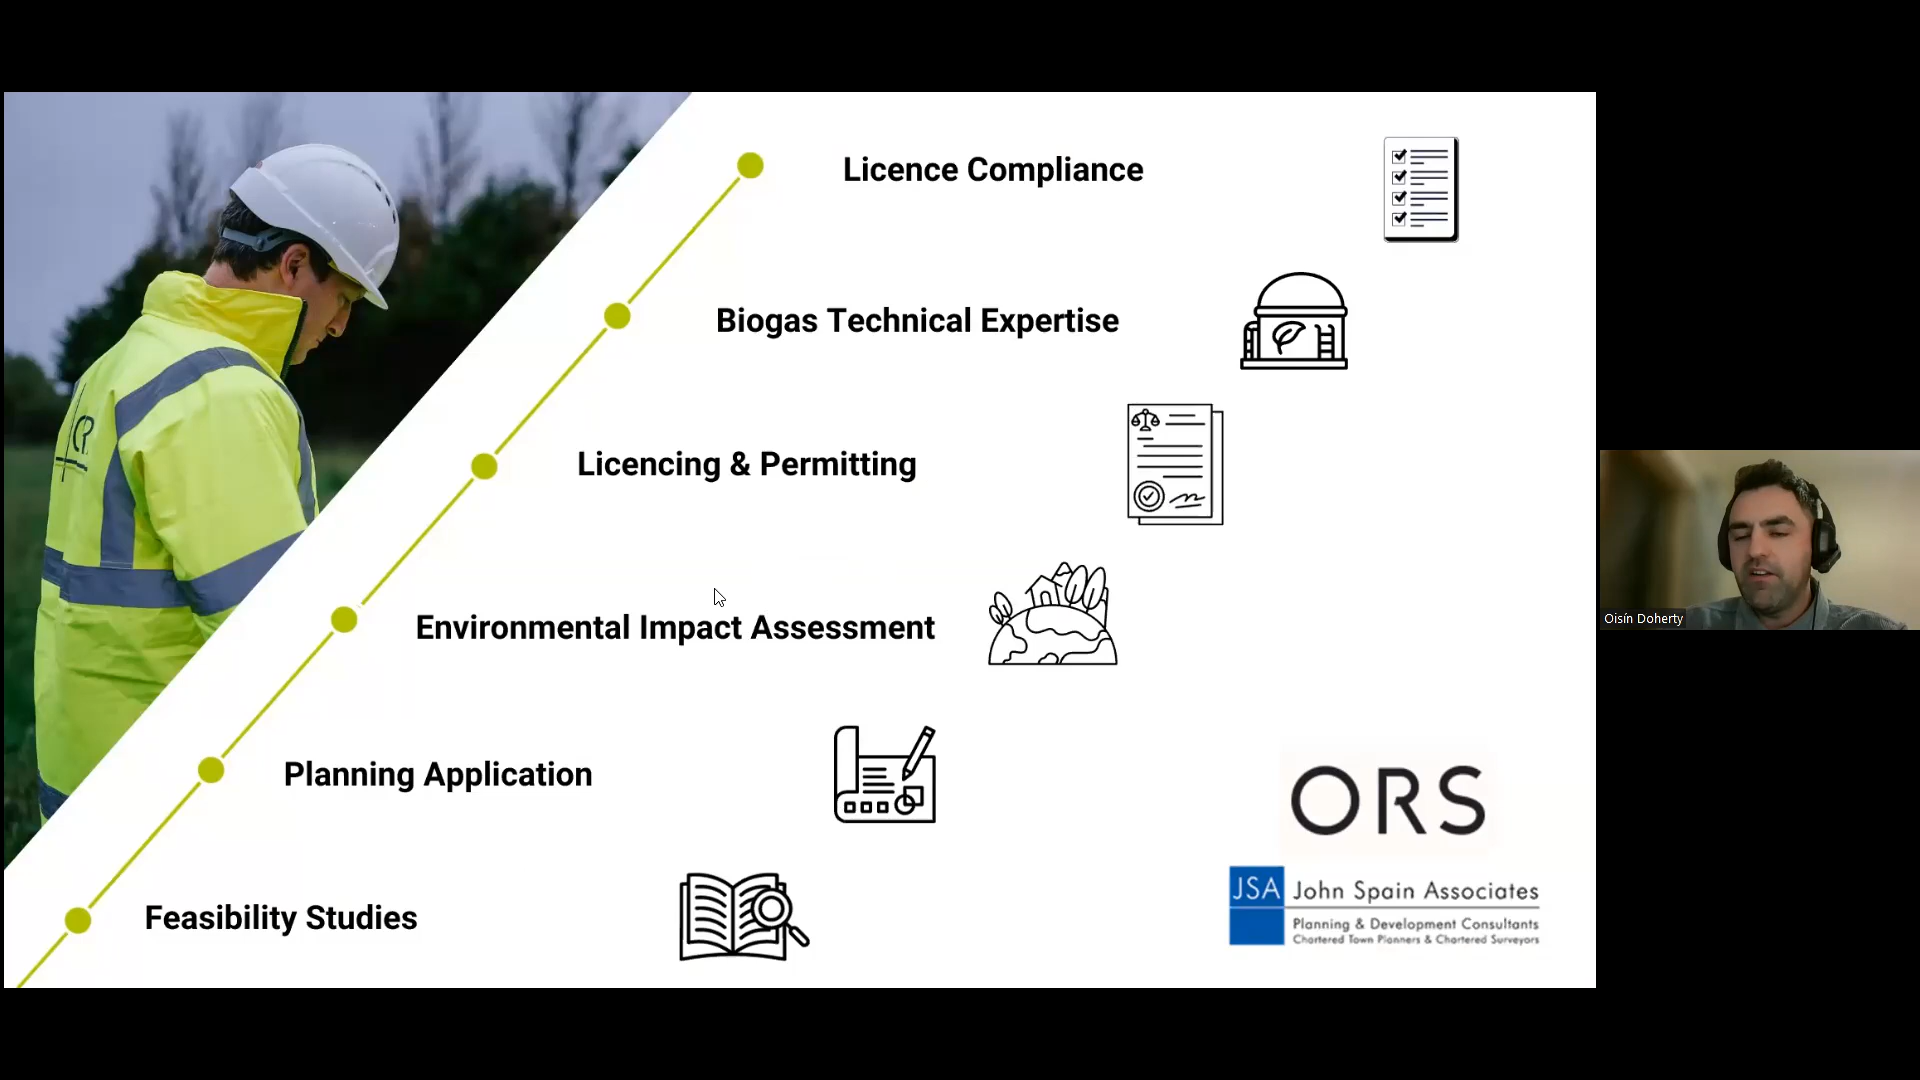 Licence Compliance
Biogas Technical Expertise
Licencing & Permitting
Environmental Impact Assessment
Planning Application
Feasibility Studies
ORS
JSA John Spain Associates
Planning & Development Consultants
Chartered Town Planners & Chartered Surveyors
Oisín Doherty